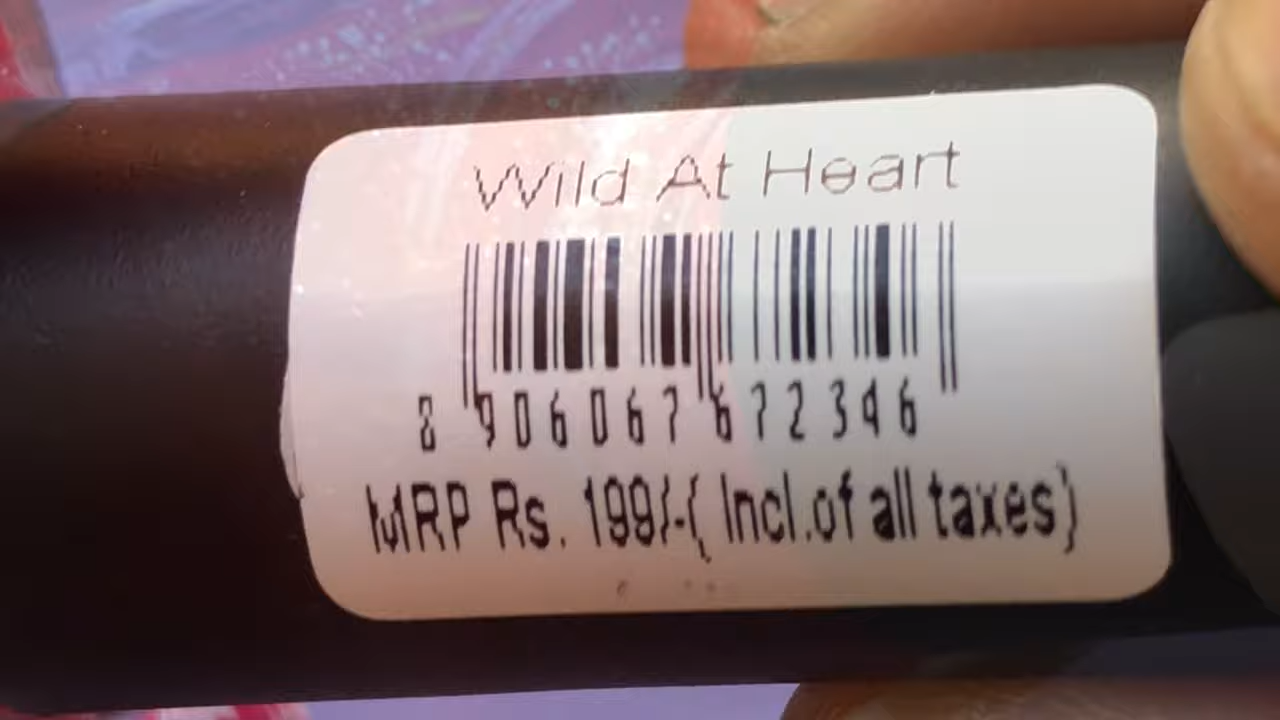 Wild At Heart
8 906067 672346
MRP Rs. 199/-( Incl.of all taxes)